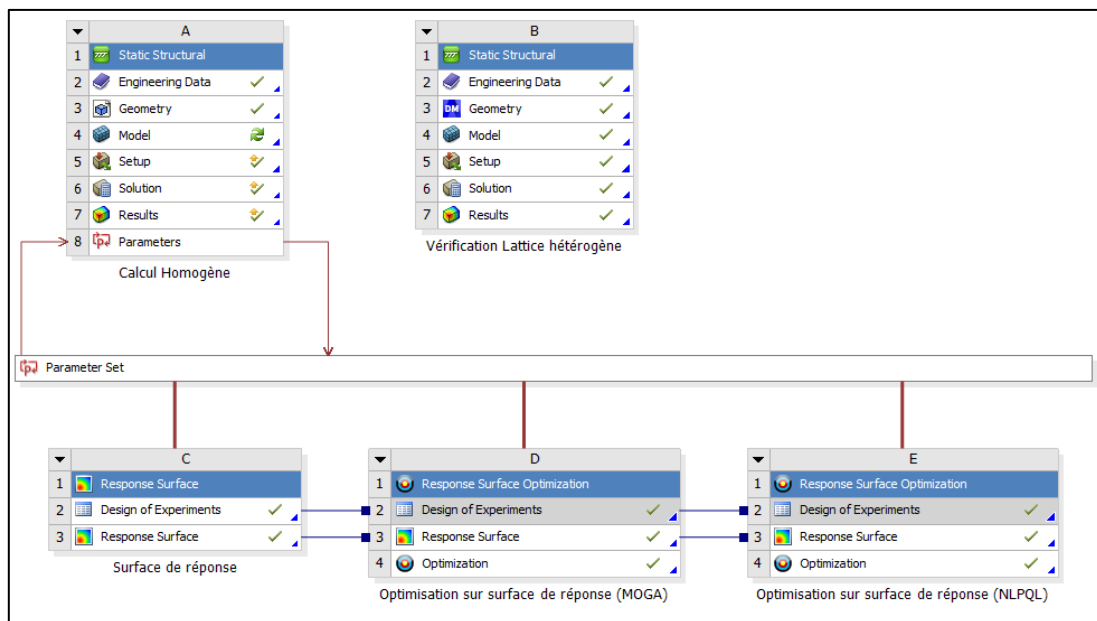 A
1 Static Structural
2 Engineering Data
3 Geometry
4 Model
5 Setup
6 Solution
7 Results
8 Parameters
Calcul Homogène
B
1 Static Structural
2 Engineering Data
3 DM Geometry
4 Model
5 Setup
6 Solution
7 Results
Vérification Lattice hétérogène
Parameter Set
C
1 Response Surface
2 Design of Experiments
3 Response Surface
Surface de réponse
D
1 Response Surface Optimization
2 Design of Experiments
3 Response Surface
4 Optimization
Optimisation sur surface de réponse (MOGA)
E
1 Response Surface Optimization
2 Design of Experiments
3 Response Surface
4 Optimization
Optimisation sur surface de réponse (NLPQL)